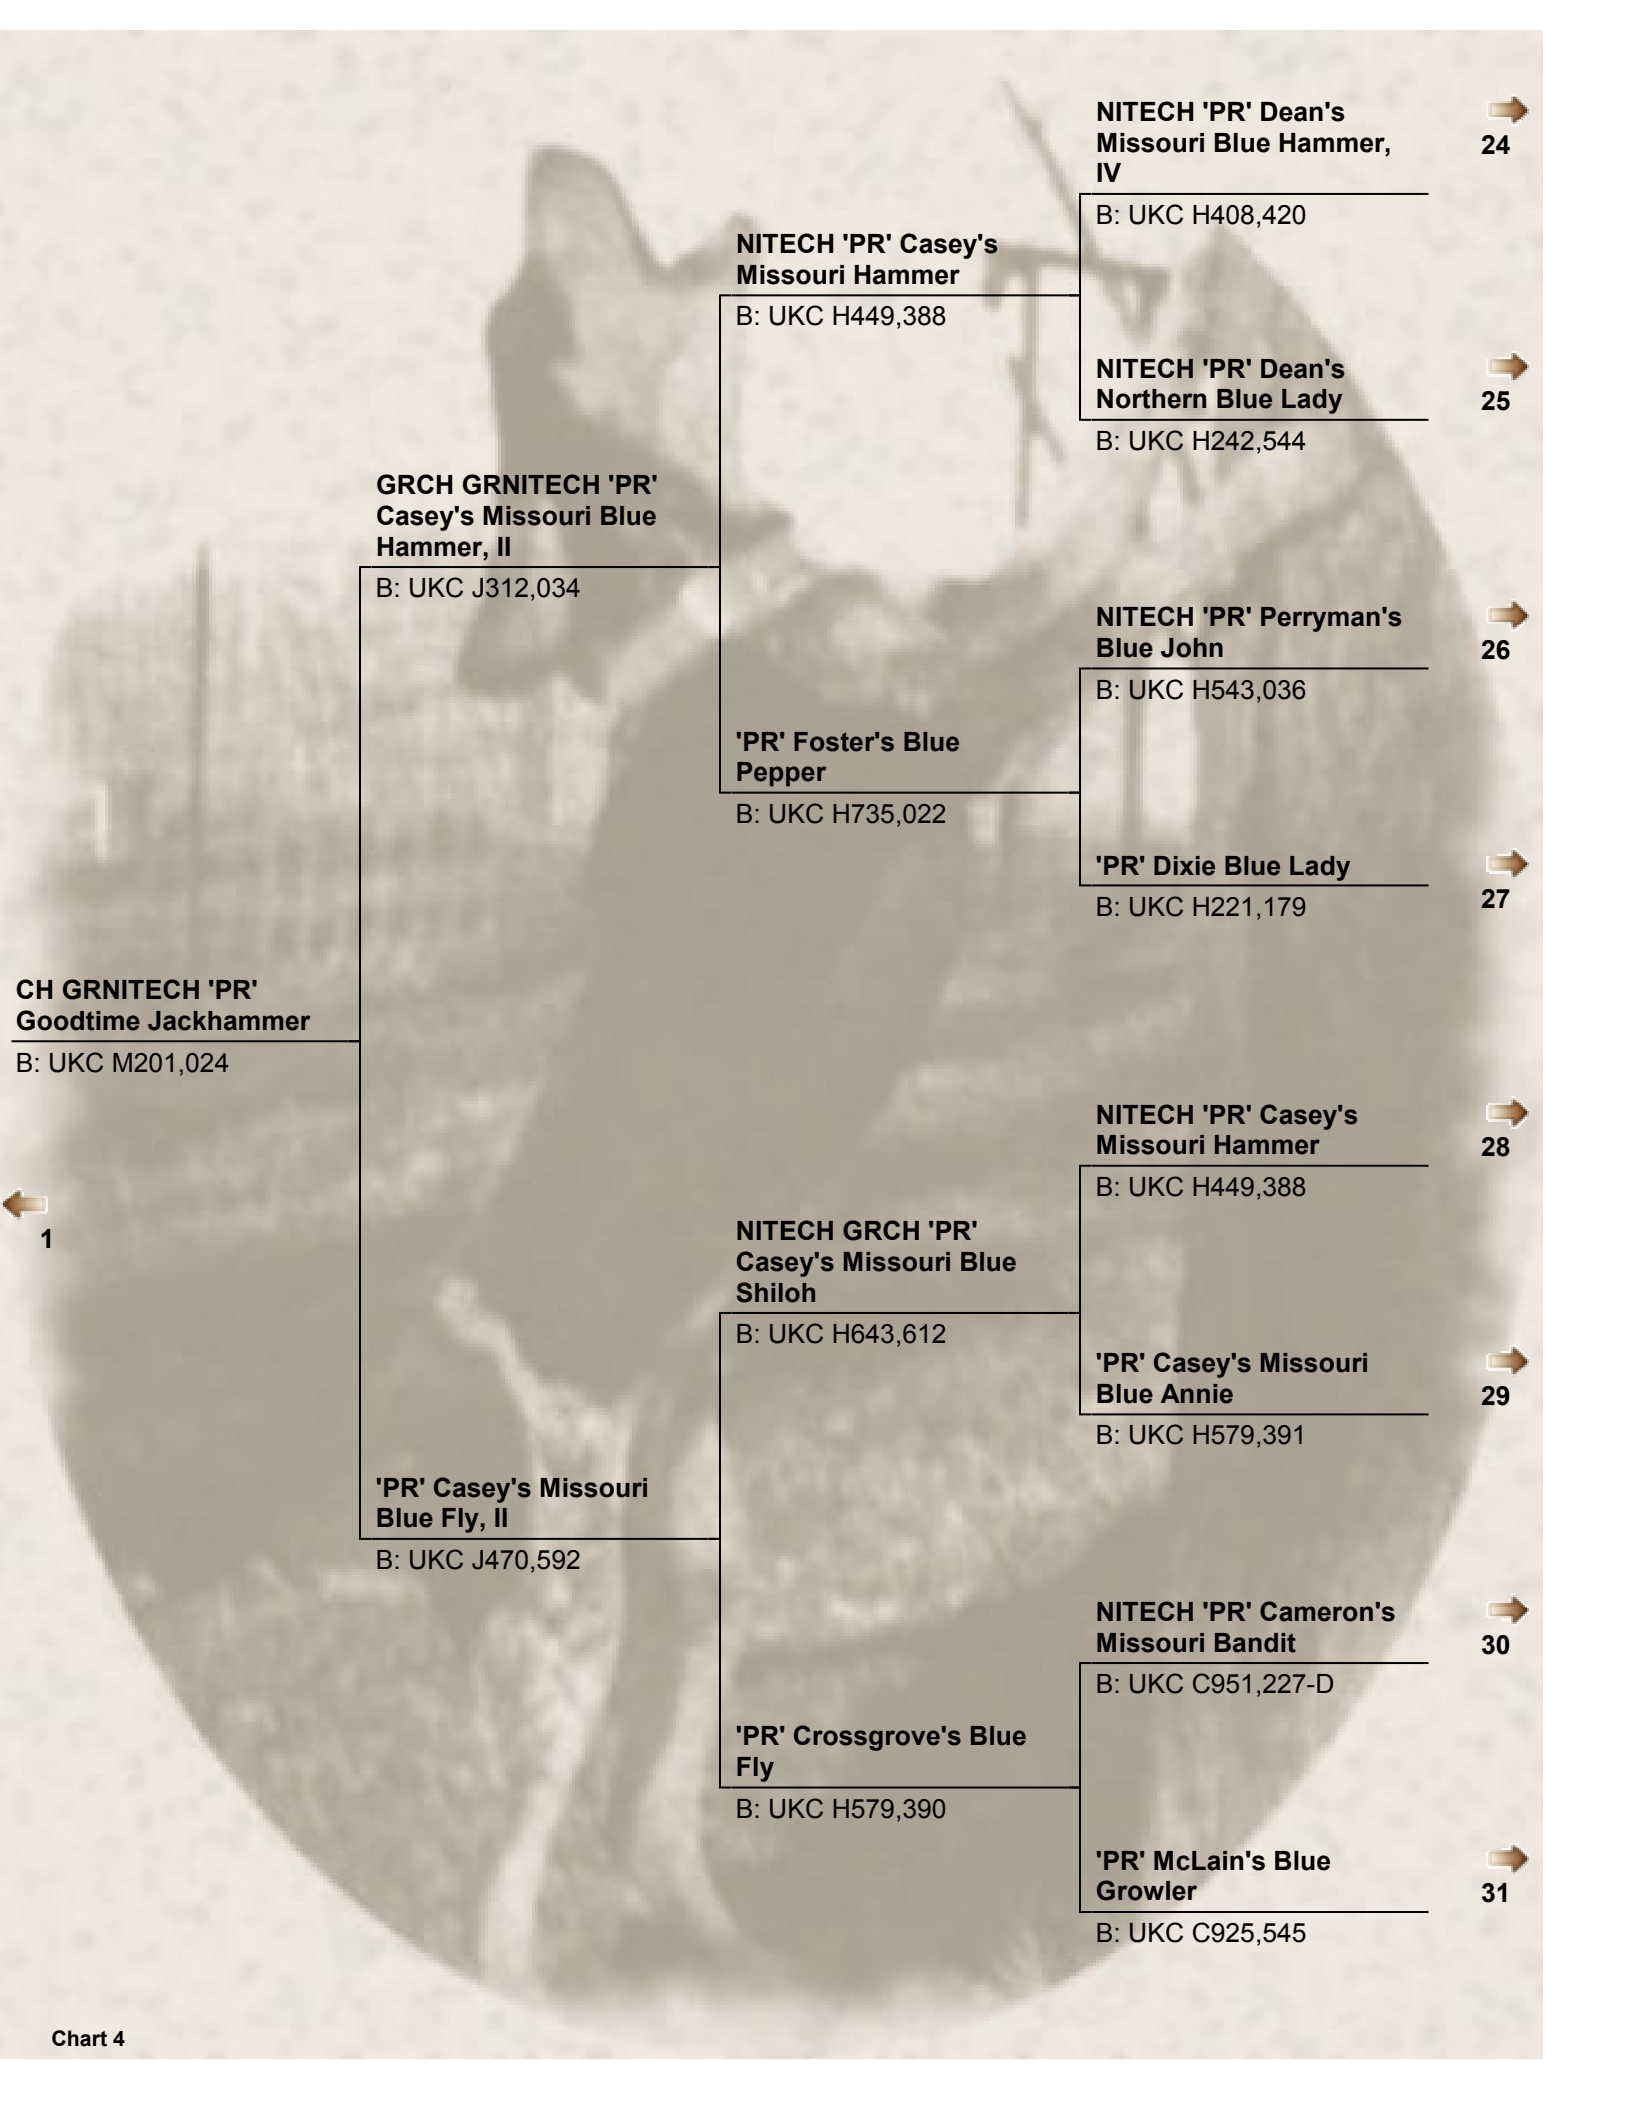 NITECH 'PR' Dean's
Missouri Blue Hammer,
IV
24
B: UKC H408,420
NITECH 'PR' Casey's
Missouri Hammer
B: UKC H449,388
NITECH 'PR' Dean's
Northern Blue Lady
25
B: UKC H242,544
GRCH GRNITECH 'PR'
Casey's Missouri Blue
Hammer, II
B: UKC J312,034
NITECH 'PR' Perryman's
Blue John
26
B: UKC H543,036
'PR' Foster's Blue
Pepper
B: UKC H735,022
'PR' Dixie Blue Lady
27
B: UKC H221,179
CH GRNITECH 'PR'
Goodtime Jackhammer
B: UKC M201,024
1
NITECH 'PR' Casey's
Missouri Hammer
28
B: UKC H449,388
NITECH GRCH 'PR'
Casey's Missouri Blue
Shiloh
B: UKC H643,612
'PR' Casey's Missouri
Blue Annie
29
B: UKC H579,391
'PR' Casey's Missouri
Blue Fly, II
B: UKC J470,592
NITECH 'PR' Cameron's
Missouri Bandit
30
B: UKC C951,227-D
'PR' Crossgrove's Blue
Fly
B: UKC H579,390
'PR' McLain's Blue
Growler
31
B: UKC C925,545
Chart 4